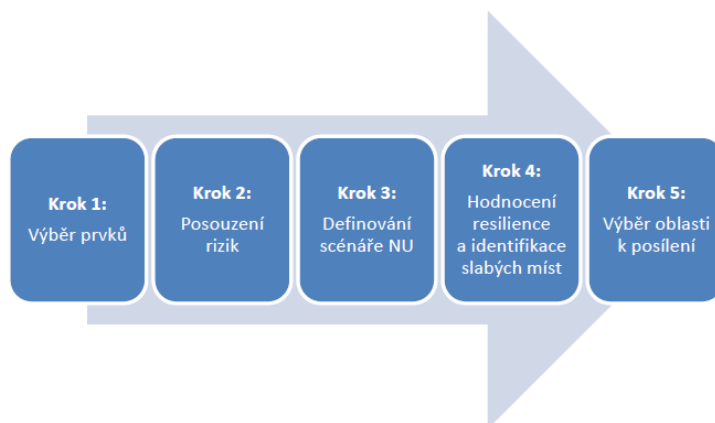 Krok 1:
Výběr prvků
Krok 2:
Posouzení
rizik
Krok 3:
Definování
scénáře NU
Krok 4:
Hodnocení
resilience
a identifikace
slabých míst
Krok 5:
Výběr oblasti
k posílení